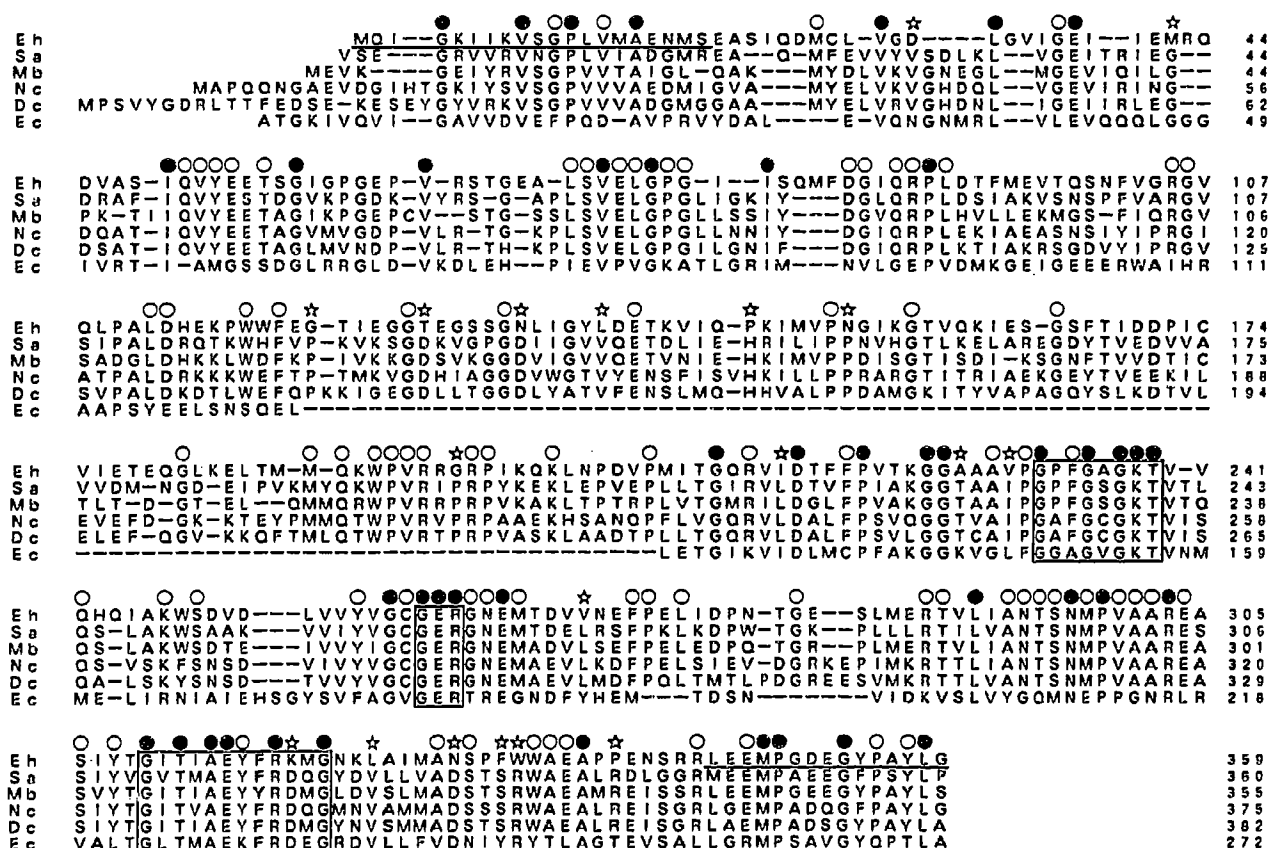 Eh MQI--GKIIKVSGPLVMAENMSEASIQDMCL-VGD----LGVIGEI--IEMRQ 44
Sa VSE---GRVVRVNGPLVIADGMREA--Q-MFEVVYVSDLKL-VGEITRIEG- 44
Mb MEVK----GEIYRVSGPVVTAIGL-QAK---MYDLVKVGNEGL-MGEVIQILG- 44
Nc MAPQQNGAEVDGIHTGKIYSVSGPVVVAEDMIGVA---MYELVKVGHDQL-VGEVIRING- 56
Dc MPSVYGDRLTTFEDSE-KESEYGYVRKVSGPVVVADGMGGAA---MYELVRVGHDNL-IGEIIRLEG- 62
Ec ATGKIVQVI--GAVVDVEFPQD-AVPRVYDAL---E-VQNGNMRL-VLEVQQQLGGG 49
Eh DVAS-IQVYEETSGIGPGEP-V-RSTGEA-LSVELGPG-I--ISQMFDGIQRPLDTFMEVTQSNFVGRGV 107
Sa DRAF-IQVYESTDGVKPGDK-VYRS-G-APLSVELGPGLIGKIY---DGLQRPLDSIAKVSNSPFVARGV 107
Mb PK-TIIQVYEETAGIKPGEPCV--STG-SSLSVELGPGLLSSIY---DGVQRPLHVLLEKMGS-FIQRGV 106
Nc DQAT-IQVYEETAGVMVGDP-VLR-TG-KPLSVELGPGLLNNIY---DGIQRPLEKIAEASNSIYIPRGI 120
Dc DSAT-IQVYEETAGLMVNDP-VLR-TH-KPLSVELGPGILGNIF---DGIQRPLKTIAKRSGDVYIPRGV 125
Ec IVRT-I-AMGSSDGLRRGLD-VKDLEH--PIEVPVGKATLGRIM---NVLGEPVDMKGEIGEEERWAIHR 111
Eh QLPALDHEKPWWFEG-TIEGGTEGSSGNLIGYLDETKVIQ-PKIMVPNGIKGTVQKIES-GSFTIDDPIC 174
Sa SIPALDRQTKWHFVP-KVKSGDKVGPGDIIGVVQETDLIE-HRILIPPNVHGTLKELAREGDYTVEDVVA 175
Mb SADGLDHKKLWDFKP-IVKKGDSVKGGDVIGVVQETVNIE-HKIMVPPDISGTISDI-KSGNFTVVDTIC 173
Nc ATPALDRKKKWEFTP-TMKVGDHIAGGDVWGTVYENSFISVHKILLPPRARGTITRIAEKGEYTVEEKIL 188
Dc SVPALDKDTLWEFQPKKIGEGDLLTGGDLYATVFENSLMQ-HHVALPPDAMGKITYVAPAGQYSLKDTVL 194
Ec AAPSYEELSNSQEL-------------------------------------------------------
Eh VIETEQGLKELTM-M-QKWPVRRGRPIKQKLNPDVPMITGQRVIDTFFPVTKGGAAAVPGPFGAGKTV-V 241
Sa VVDM-NGD-EIPVKMYQKWPVRIPRPYKEKLEPVEPLLTGIRVLDTVFPIAKGGTAAIPGPFGSGKTVTL 243
Mb TLT-DGT-EL--QMMQRWPVRRPRPVKAKLTPTRPLVTGMRILDGLFPVAKGGTAAIPGPFGAGKTVTQ 238
Nc EVEFD-GK-KTEYPMMQTWPVRVPRPAAEKHSANQPFLVGQRVLDALFPSVQGGTVAIPGAFGCGKTVIS 258
Dc ELEF-QGV-KKQFTMLQTWPVRTPRPVASKLAADTPLLTGQRVLDALFPSVLGGTCAIPGAFGCGKTVIS 265
Ec -----------------------------------LETGIKVIDLMCPFAKGGKVGLFGGAGVGKTVNM 159
Eh QHQIAKWSDVD---LVVYVGCGERGNEMTDVVNEFPELIDPN-TGE--SLMERTVLIANTSNMPVAAREA 305
Sa QS-LAKWSAAK---VVIYVGCGERGNEMTDELRSFPKLKDPW-TGK--PLLLRTILVANTSNMPVAARES 306
Mb QS-LAKWSDTE---IVVYIGCGERGNEMADVLSEFPELEDPQ-TGR--PLMERTVLIANTSNMPVAAREA 301
Nc QS-VSKFSNSD---VIVYVGCGERGNEMAEVLKDFPELSIEV-DGRKEPIMKRTTLIANTSNMPVAAREA 320
Dc QA-LSKYSNSD---TVVYVGCGERGNEMAEVLMDFPQLTMTLPDGREESVMKRTTLVANTSNMPVAAREA 329
Ec ME-LIRNIAIEHSGYSVFAGVGERTREGNDFYHEM---TDSN------VIDKVSLVYGQMNEPPGNRLR 218
Eh SIYTGITIAEYFRKMGNKLAIMANSPFWWAEAPPENSRRLEEMPGDEGYPAYLG 359
Sa SIYVGVTMAEYFRDQGYDVLLVADSTSRWAEALRDLGGRMEEMPAEEGFPSYLP 360
Mb SVYTGITIAEYYRDMGLDVSLMADSTSRWAEAMREISSRLEEMPGEEGYPAYLS 355
Nc SIYTGITVAEYFRDQGMNVAMMADSSSRWAEALREISGRLGEMPADQGFPAYLS 375
Dc SIYTGITIAEYFRDMGYNVSMMADSTSRWAEALREISGRLAEMPADSGYPAYLA 382
Ec VALTGLTMAEKFRDEGRDVLLFVDNIYRYTLAGTEVSALLGRMPSAVGYQPTLA 272